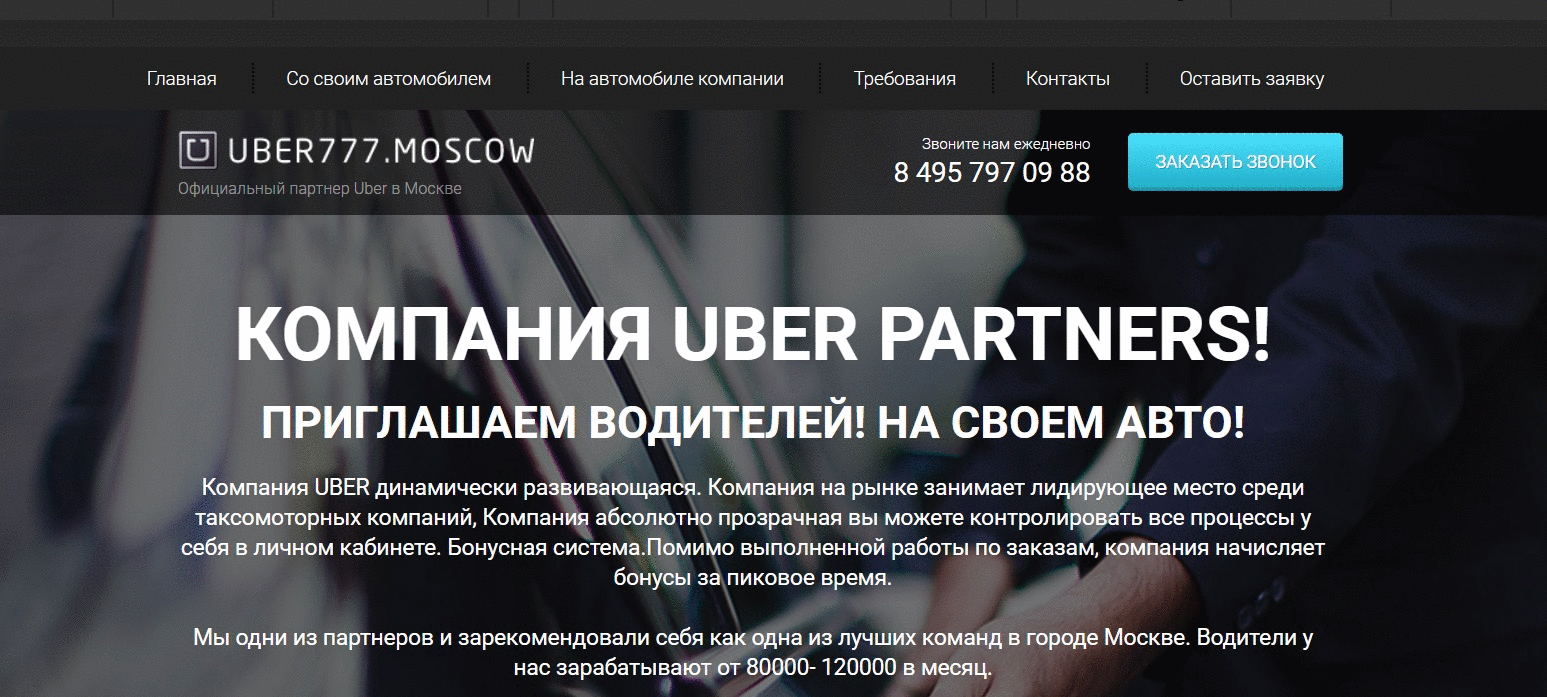 Главная
Со своим автомобилем
На автомобиле компании
Требования
Контакты
Оставить заявку
UBER777.MOSCOW
Официальный партнер Uber в Москве
Звоните нам ежедневно
8 495 797 09 88
ЗАКАЗАТЬ ЗВОНОК
КОМПАНИЯ UBER PARTNERS!
ПРИГЛАШАЕМ ВОДИТЕЛЕЙ! НА СВОЕМ АВТО!
Компания UBER динамически развивающаяся. Компания на рынке занимает лидирующее место среди
таксомоторных компаний, Компания абсолютно прозрачная вы можете контролировать все процессы у
себя в личном кабинете. Бонусная система.Помимо выполненной работы по заказам, компания начисляет
бонусы за пиковое время.
Мы одни из партнеров и зарекомендовали себя как одна из лучших команд в городе Москве. Водители у
нас зарабатывают от 80000- 120000 в месяц.